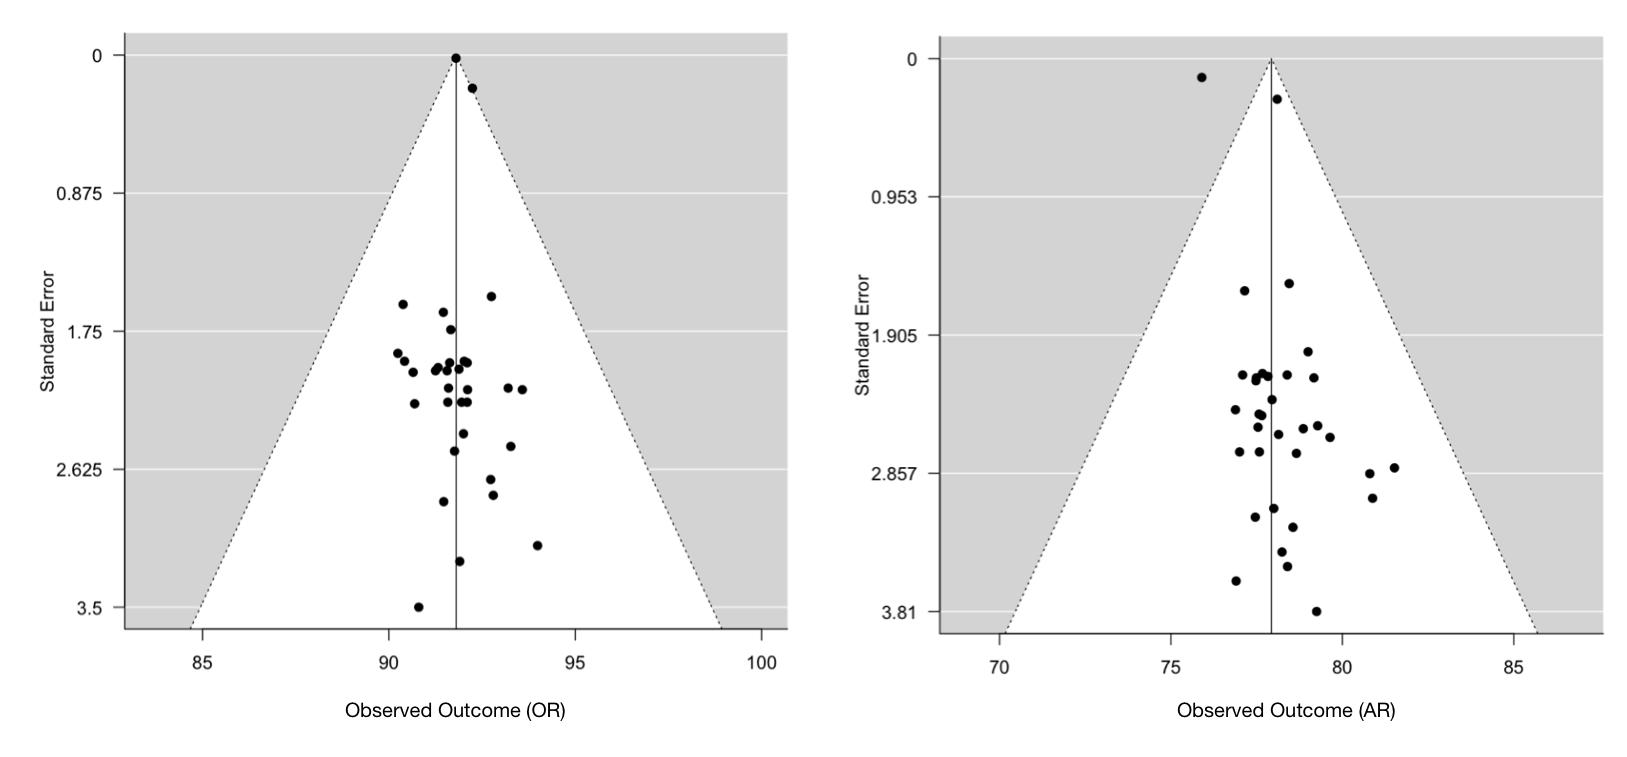 0
0.875
1.75
2.625
3.5
Standard Error
85 90 95 100
Observed Outcome (OR)
0
0.953
1.905
2.857
3.81
Standard Error
70 75 80 85
Observed Outcome (AR)